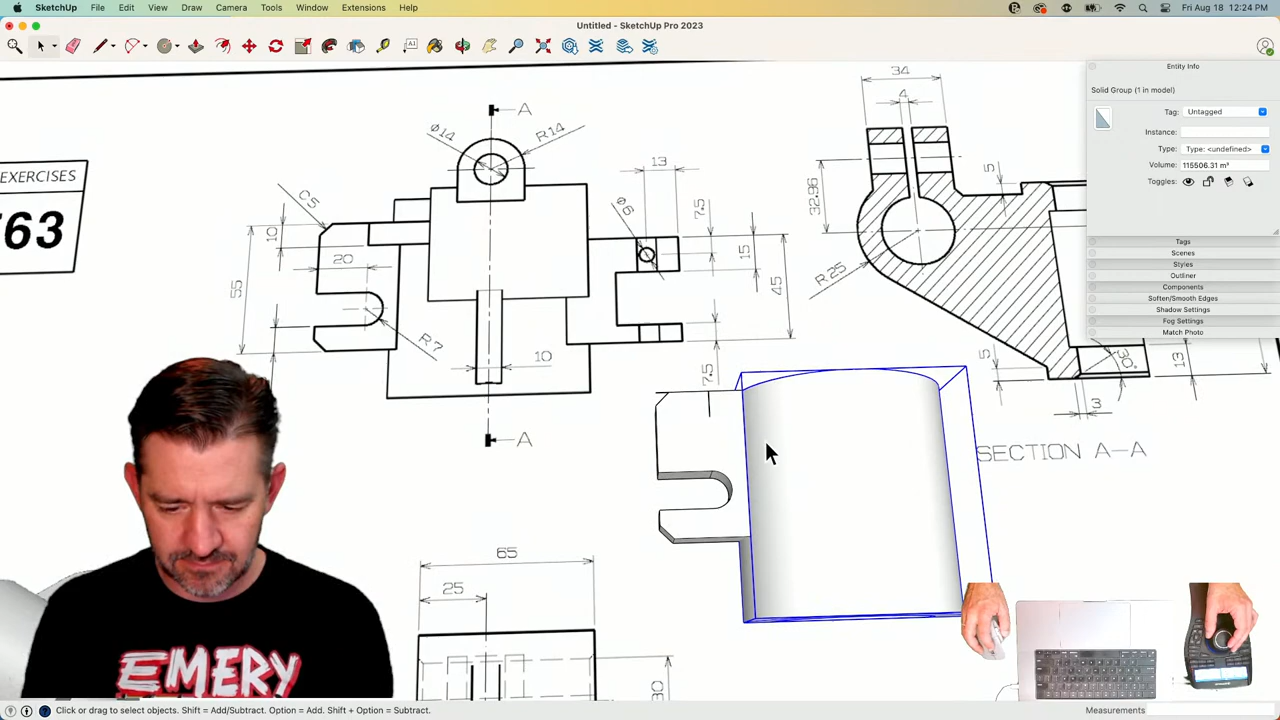 SketchUp File Edit View Draw Camera Tools Window Extensions Help
Fri Aug 18 12:24 PM
Untitled - SketchUp Pro 2023
Entity Info
Solid Group (1 in model)
Tag: Untagged
Instance:
Type: Type: <undefined>
Volume: 115506.31 m³
Toggles:
Tags
Scenes
Styles
Outliner
Components
Soften/Smooth Edges
Shadow Settings
Fog Settings
Match Photo
EXERCISES
763
A
Ø14
R14
C5
10
20
55
R7
10
A
13
Ø6
7.5
15
45
7.5
34
4
32.96
5
R25
5
30°
13
3
SECTION A-A
65
25
30
EMERY
Click or drag to select objects. Shift = Add/Subtract. Option = Add. Shift + Option = Subtract.
Measurements